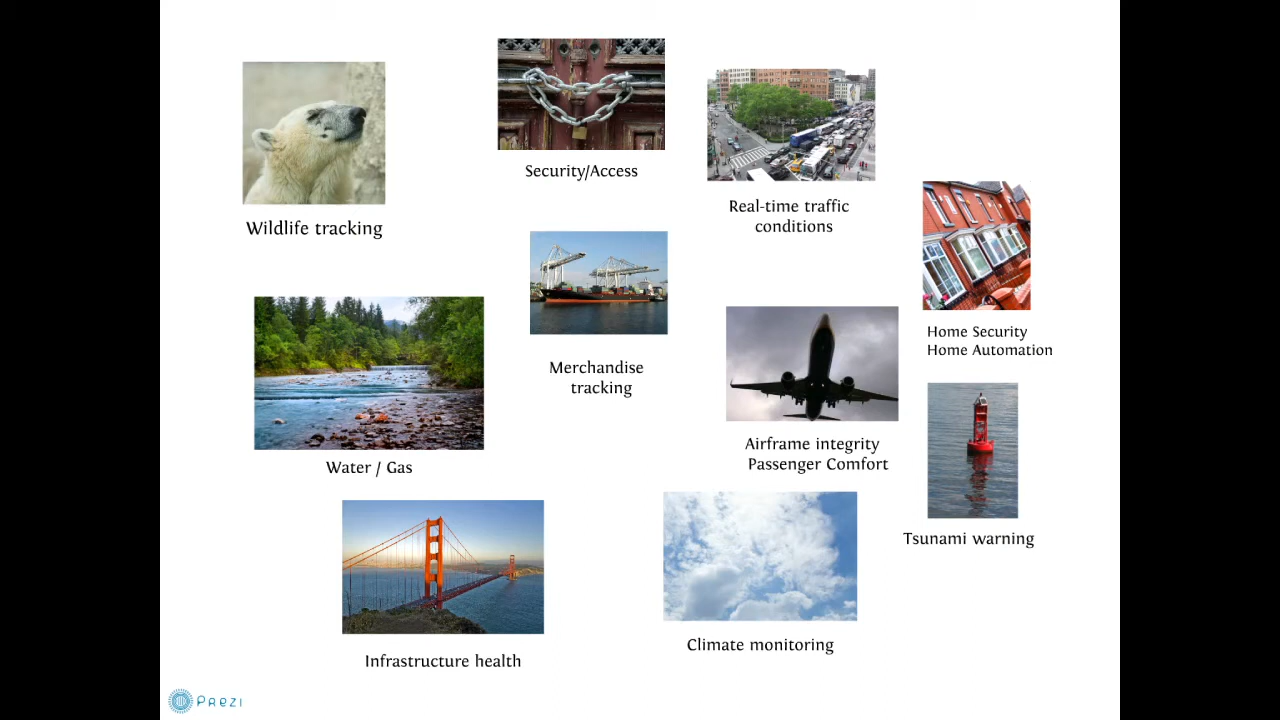 Security/Access
Wildlife tracking
Real-time traffic
conditions
Home Security
Home Automation
Merchandise
tracking
Airframe integrity
Passenger Comfort
Water / Gas
Tsunami warning
Climate monitoring
Infrastructure health
Prezi